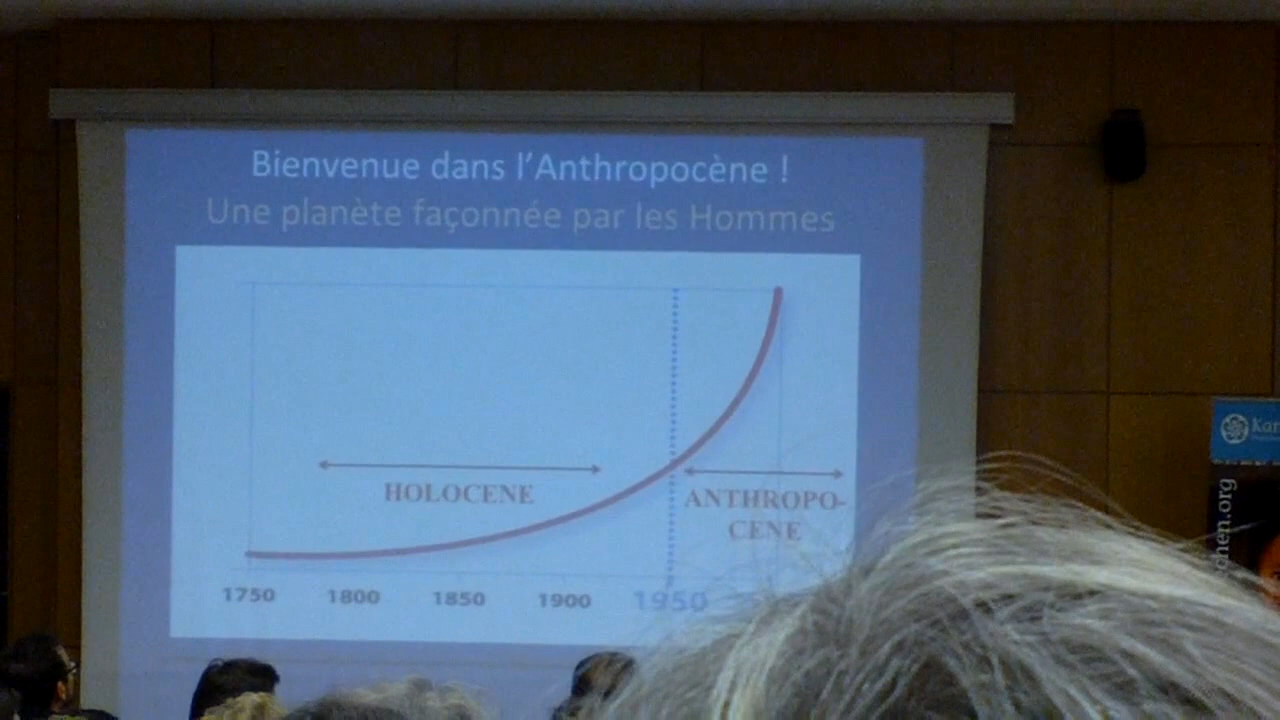 Bienvenue dans l'Anthropocène !
Une planète façonnée par les Hommes
HOLOCENE
ANTHROPO-
CENE
1750 1800 1850 1900 1950